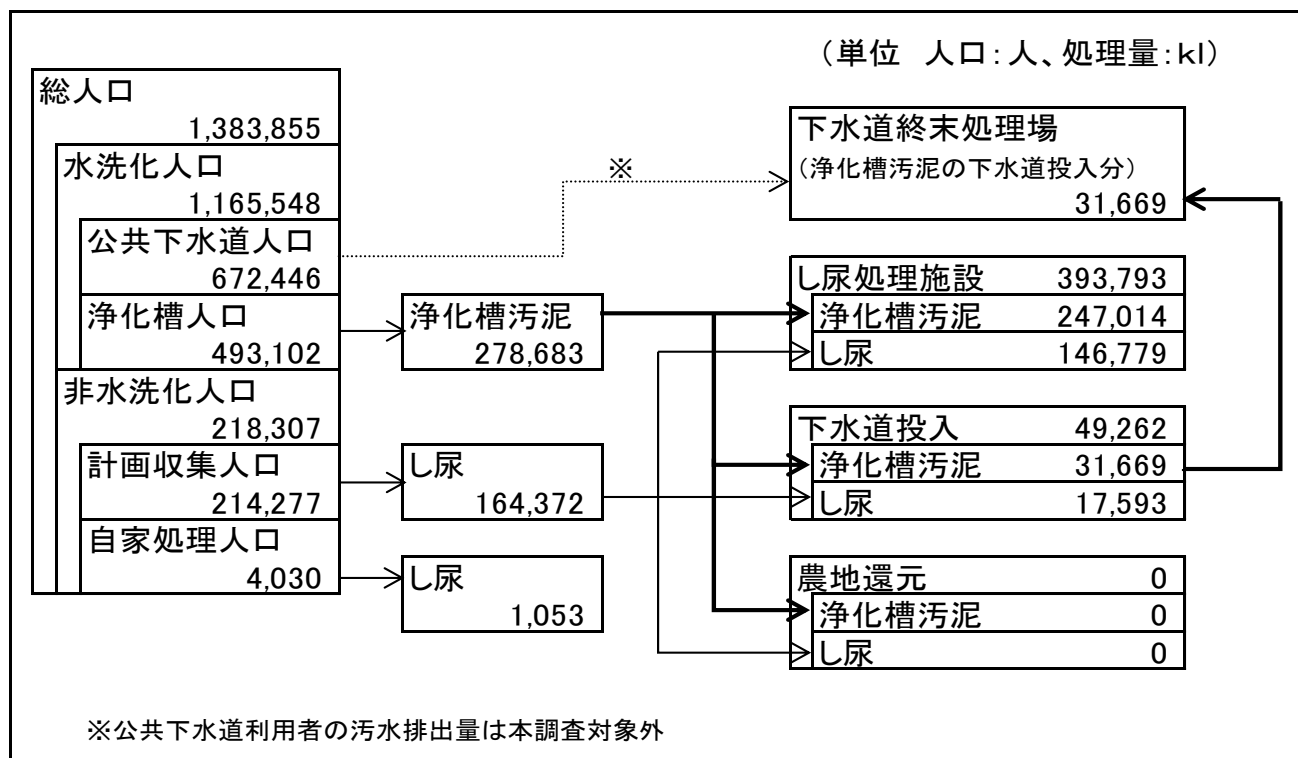 （単位　人口：人、処理量：kl）
総人口
1,383,855
水洗化人口
1,165,548
公共下水道人口
672,446
浄化槽人口
493,102
非水洗化人口
218,307
計画収集人口
214,277
自家処理人口
4,030
浄化槽汚泥
278,683
し尿
164,372
し尿
1,053
※
下水道終末処理場
（浄化槽汚泥の下水道投入分）
31,669
し尿処理施設 393,793
浄化槽汚泥 247,014
し尿 146,779
下水道投入 49,262
浄化槽汚泥 31,669
し尿 17,593
農地還元 0
浄化槽汚泥 0
し尿 0
※公共下水道利用者の汚水排出量は本調査対象外